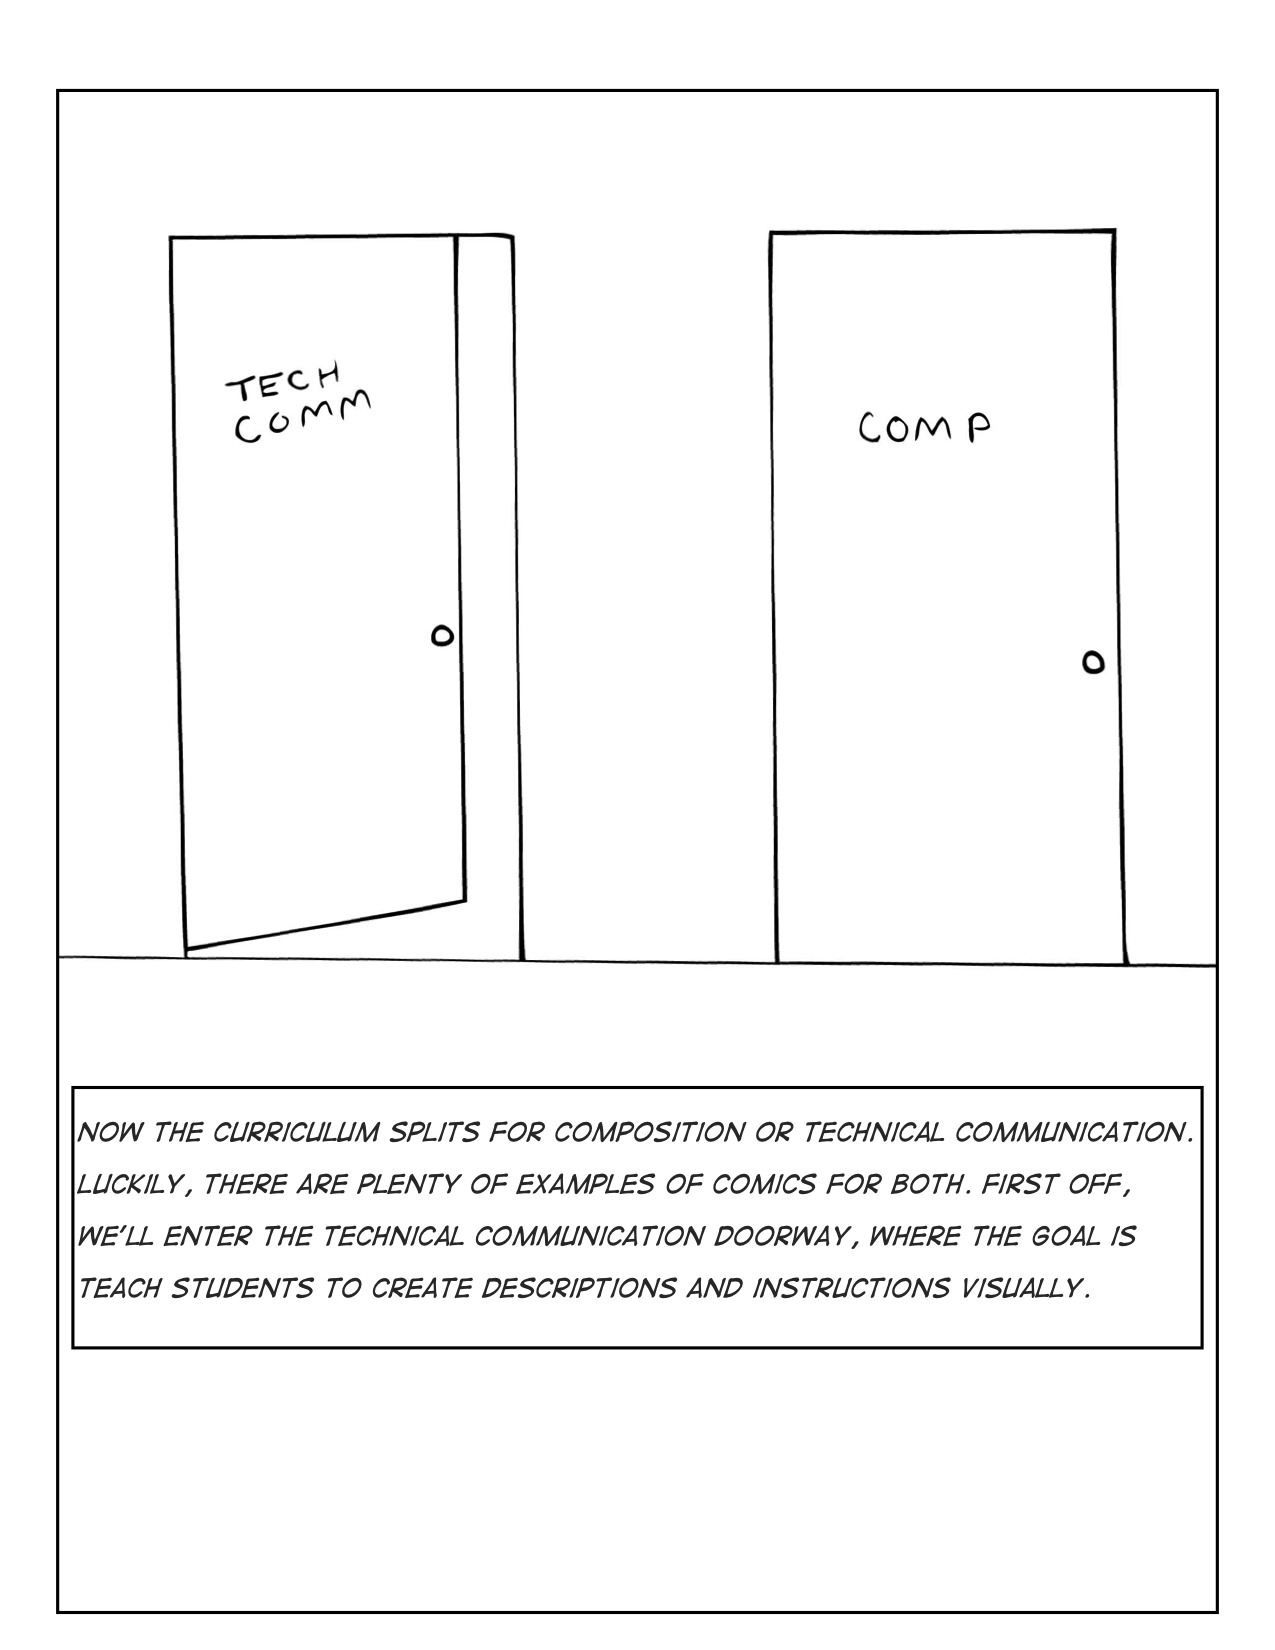 TECH
COMM
COMP
NOW THE CURRICULUM SPLITS FOR COMPOSITION OR TECHNICAL COMMUNICATION.
LUCKILY, THERE ARE PLENTY OF EXAMPLES OF COMICS FOR BOTH. FIRST OFF,
WE'LL ENTER THE TECHNICAL COMMUNICATION DOORWAY, WHERE THE GOAL IS
TEACH STUDENTS TO CREATE DESCRIPTIONS AND INSTRUCTIONS VISUALLY.